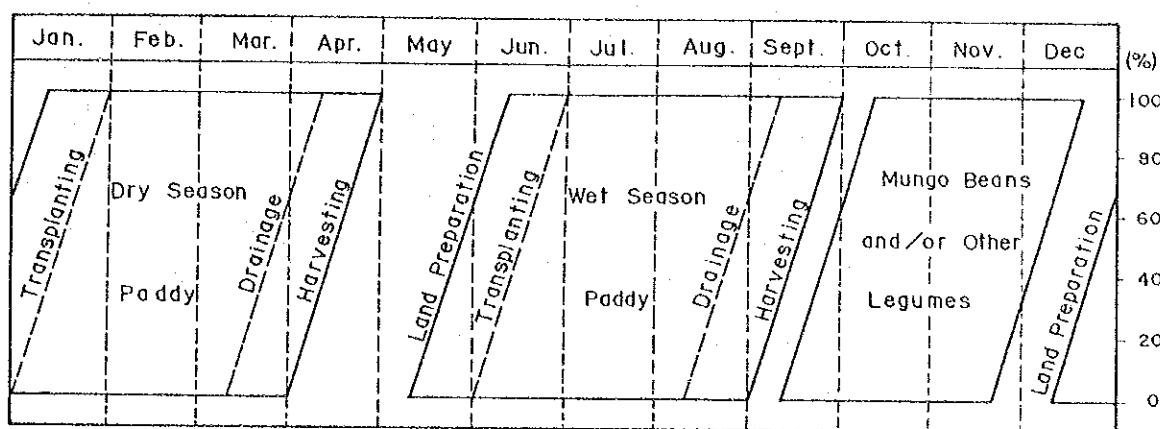 Jan. Feb. Mar. Apr. May Jun. Jul. Aug. Sept. Oct. Nov. Dec
(%)
100
80
60
40
20
0
Transplanting
Dry Season
Paddy
Drainage
Harvesting
Land Preparation
Transplanting
Wet Season
Paddy
Drainage
Harvesting
Mungo Beans
and/or Other
Legumes
Land Preparation